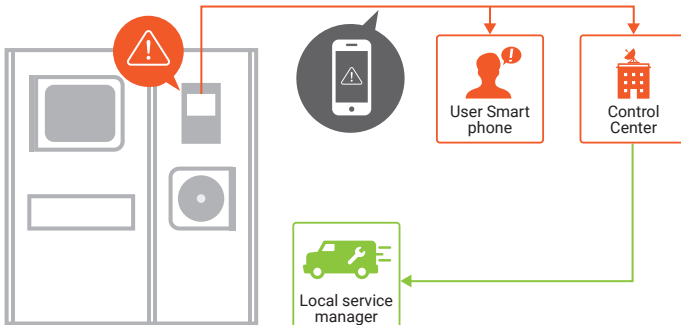 User Smart
phone
Control
Center
Local service
manager